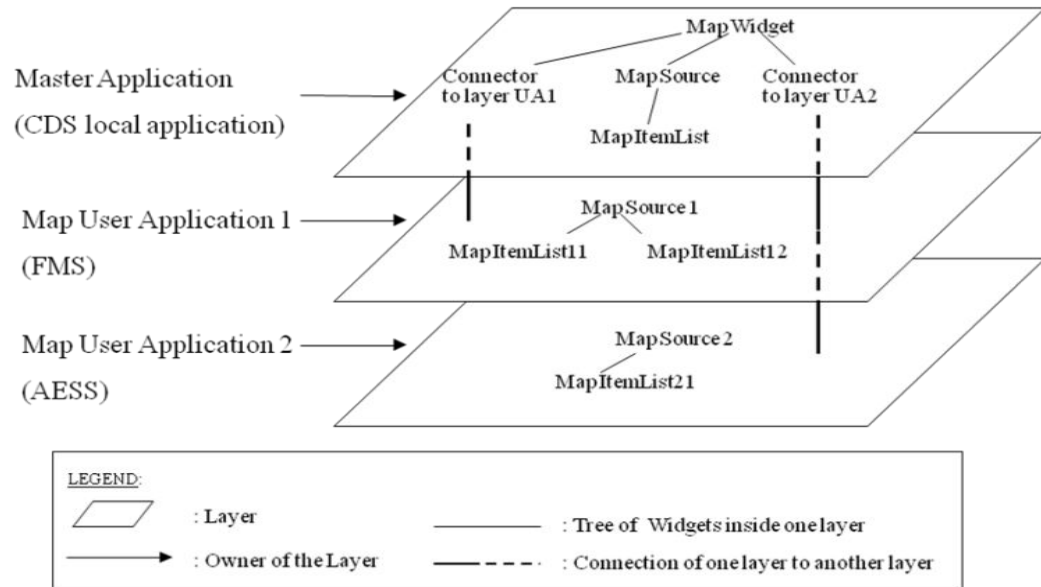 MapWidget
Master Application
(CDS local application)
Connector
to layer UA1
MapSource
Connector
to layer UA2
MapItemList
Map User Application 1
(FMS)
MapSource1
MapItemList11
MapItemList12
Map User Application 2
(AESS)
MapSource2
MapItemList21
LEGEND:
: Layer
: Tree of Widgets inside one layer
: Owner of the Layer
: Connection of one layer to another layer